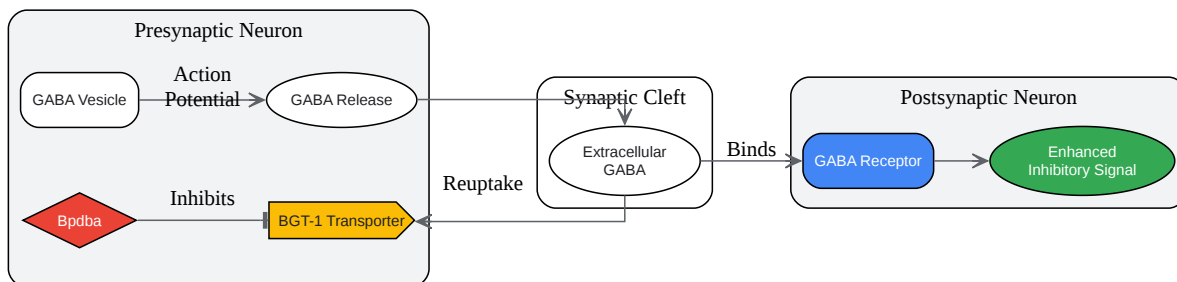 Presynaptic Neuron
GABA Vesicle
Action
Potential
GABA Release
Bpdba
Inhibits
BGT-1 Transporter
Reuptake
Synaptic Cleft
Extracellular
GABA
Binds
Postsynaptic Neuron
GABA Receptor
Enhanced
Inhibitory Signal